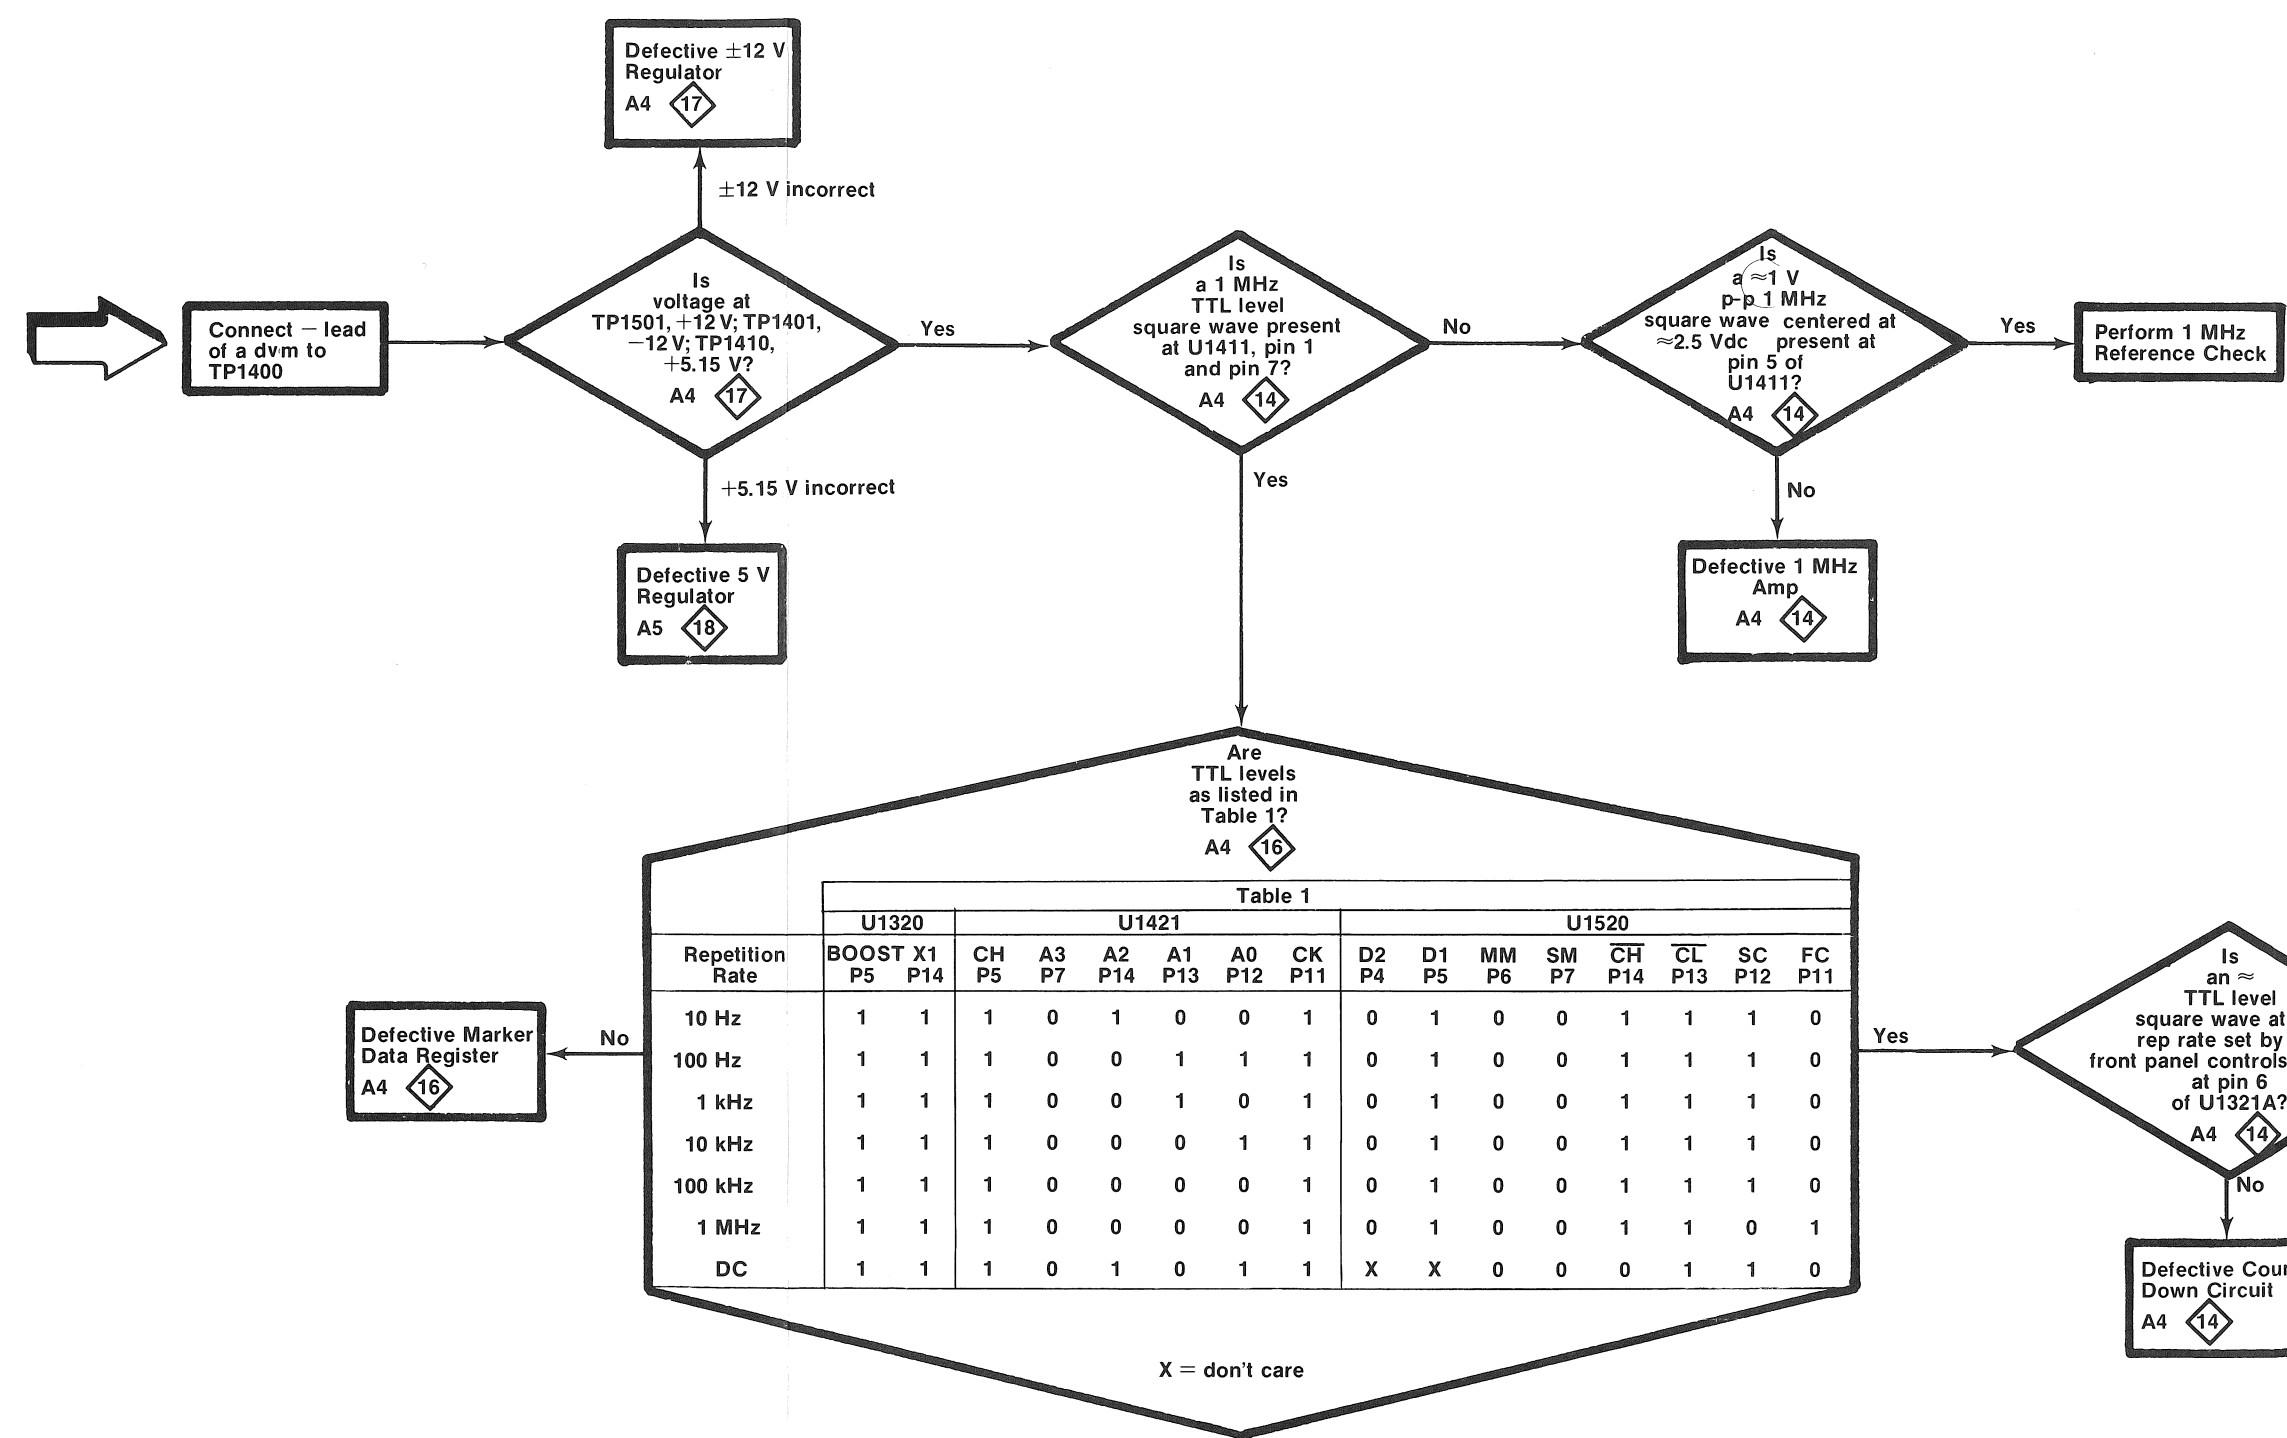 Defective ±12 V
Regulator
A4 17
±12 V incorrect
Connect – lead
of a dvm to
TP1400
Is
voltage at
TP1501, +12 V; TP1401,
−12 V; TP1410,
+5.15 V?
A4 17
Yes
+5.15 V incorrect
Defective 5 V
Regulator
A5 18
Is
a 1 MHz
TTL level
square wave present
at U1411, pin 1
and pin 7?
A4 14
No
Yes
Is
a ≈1 V
p-p 1 MHz
square wave centered at
≈2.5 Vdc present at
pin 5 of
U1411?
A4 14
Yes
Perform 1 MHz
Reference Check
No
Defective 1 MHz
Amp
A4 14
Are
TTL levels
as listed in
Table 1?
A4 16
Table 1
U1320 U1421 U1520
Repetition BOOST X1 CH A3 A2 A1 A0 CK D2 D1 MM SM C̅H̅ C̅L̅ SC FC
Rate P5 P14 P5 P7 P14 P13 P12 P11 P4 P5 P6 P7 P14 P13 P12 P11
10 Hz 1 1 1 0 1 0 0 1 0 1 0 0 1 1 1 0
100 Hz 1 1 1 0 0 1 1 1 0 1 0 0 1 1 1 0
1 kHz 1 1 1 0 0 1 0 1 0 1 0 0 1 1 1 0
10 kHz 1 1 1 0 0 0 1 1 0 1 0 0 1 1 1 0
100 kHz 1 1 1 0 0 0 0 1 0 1 0 0 1 1 1 0
1 MHz 1 1 1 0 0 0 0 1 0 1 0 0 1 1 0 1
DC 1 1 1 0 1 0 1 1 X X 0 0 0 1 1 0
X = don't care
No
Defective Marker
Data Register
A4 16
Yes
Is
an ≈
TTL level
square wave at
rep rate set by
front panel controls
at pin 6
of U1321A?
A4 14
No
Defective
Down Circuit
A4 14